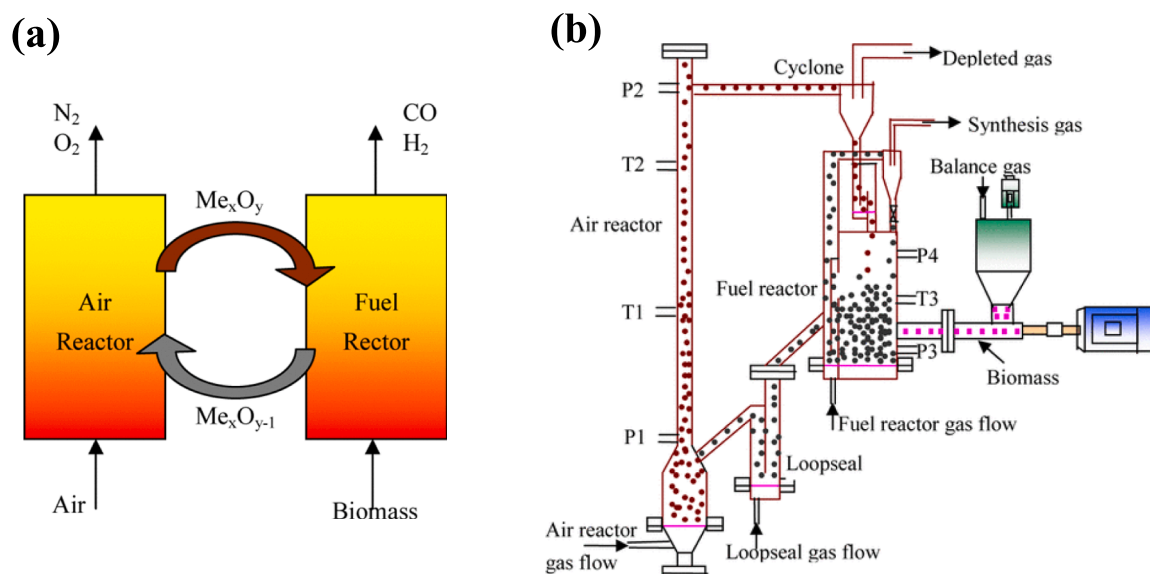 (a)
N₂
O₂
CO
H₂
MeₓOᵧ
Air
Reactor
Fuel
Rector
MeₓOᵧ₋₁
Air
Biomass
(b)
Depleted gas
Cyclone
P2
Synthesis gas
T2
Balance gas
Air reactor
P4
Fuel reactor
T3
T1
P3
Biomass
Fuel reactor gas flow
P1
Loopseal
Air reactor
gas flow
Loopseal gas flow